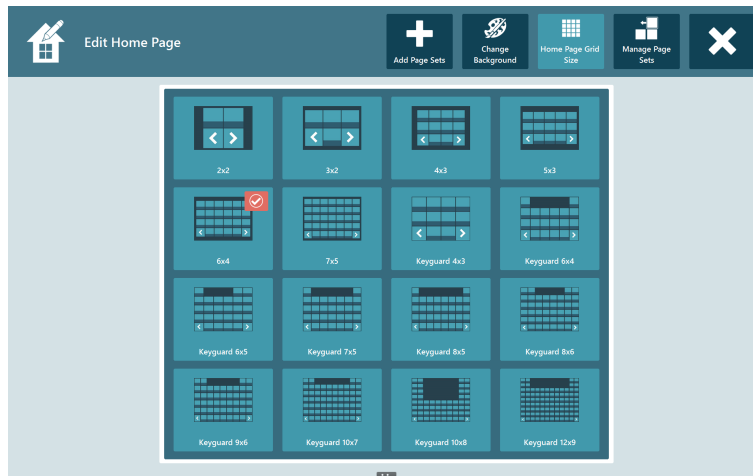 Edit Home Page
Add Page Sets
Change
Background
Home Page Grid
Size
Manage Page
Sets
2x2
3x2
4x3
5x3
6x4
7x5
Keyguard 4x3
Keyguard 6x4
Keyguard 6x5
Keyguard 7x5
Keyguard 8x5
Keyguard 8x6
Keyguard 9x6
Keyguard 10x7
Keyguard 10x8
Keyguard 12x9